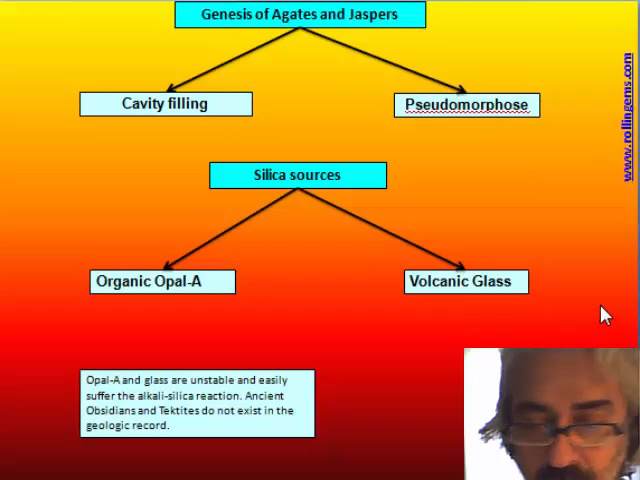 Genesis of Agates and Jaspers
Cavity filling
Pseudomorphose
www.rollingems.com
Silica sources
Organic Opal-A
Volcanic Glass
Opal-A and glass are unstable and easily
suffer the alkali-silica reaction. Ancient
Obsidians and Tektites do not exist in the
geologic record.